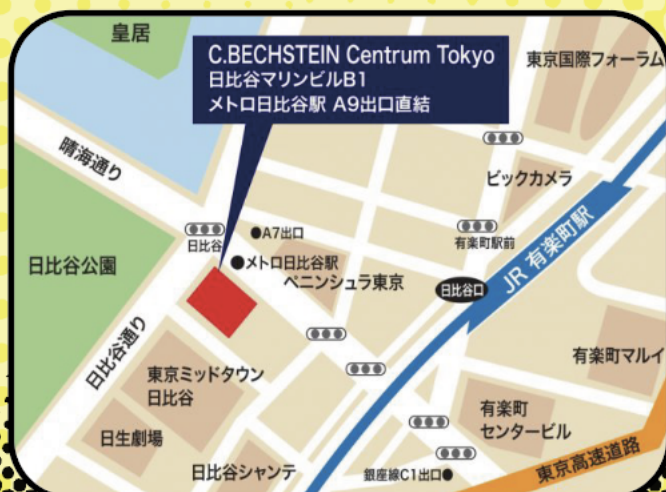 皇居
C.BECHSTEIN Centrum Tokyo
日比谷マリンビルB1
メトロ日比谷駅 A9出口直結
東京国際フォーラム
晴海通り
ビックカメラ
●A7出口
日比谷
有楽町駅前
JR 有楽町駅
日比谷公園
●メトロ日比谷駅
ペニンシュラ東京
日比谷口
日比谷通り
東京ミッドタウン
日比谷
有楽町マルイ
日生劇場
有楽町
センタービル
日比谷シャンテ
銀座線C1出口●
東京高速道路